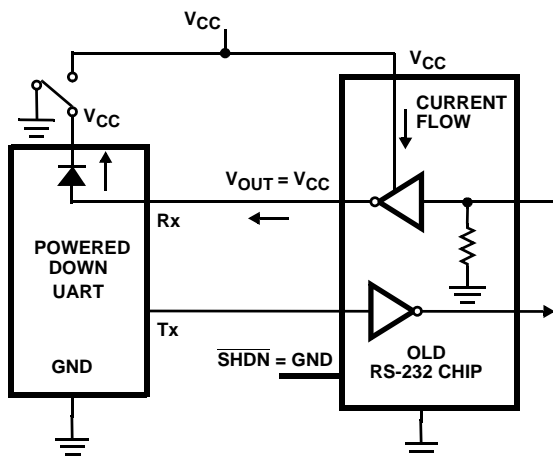 VCC
VCC
VCC
CURRENT
FLOW
VOUT = VCC
Rx
POWERED
DOWN
UART
Tx
GND
SHDN = GND
OLD
RS-232 CHIP